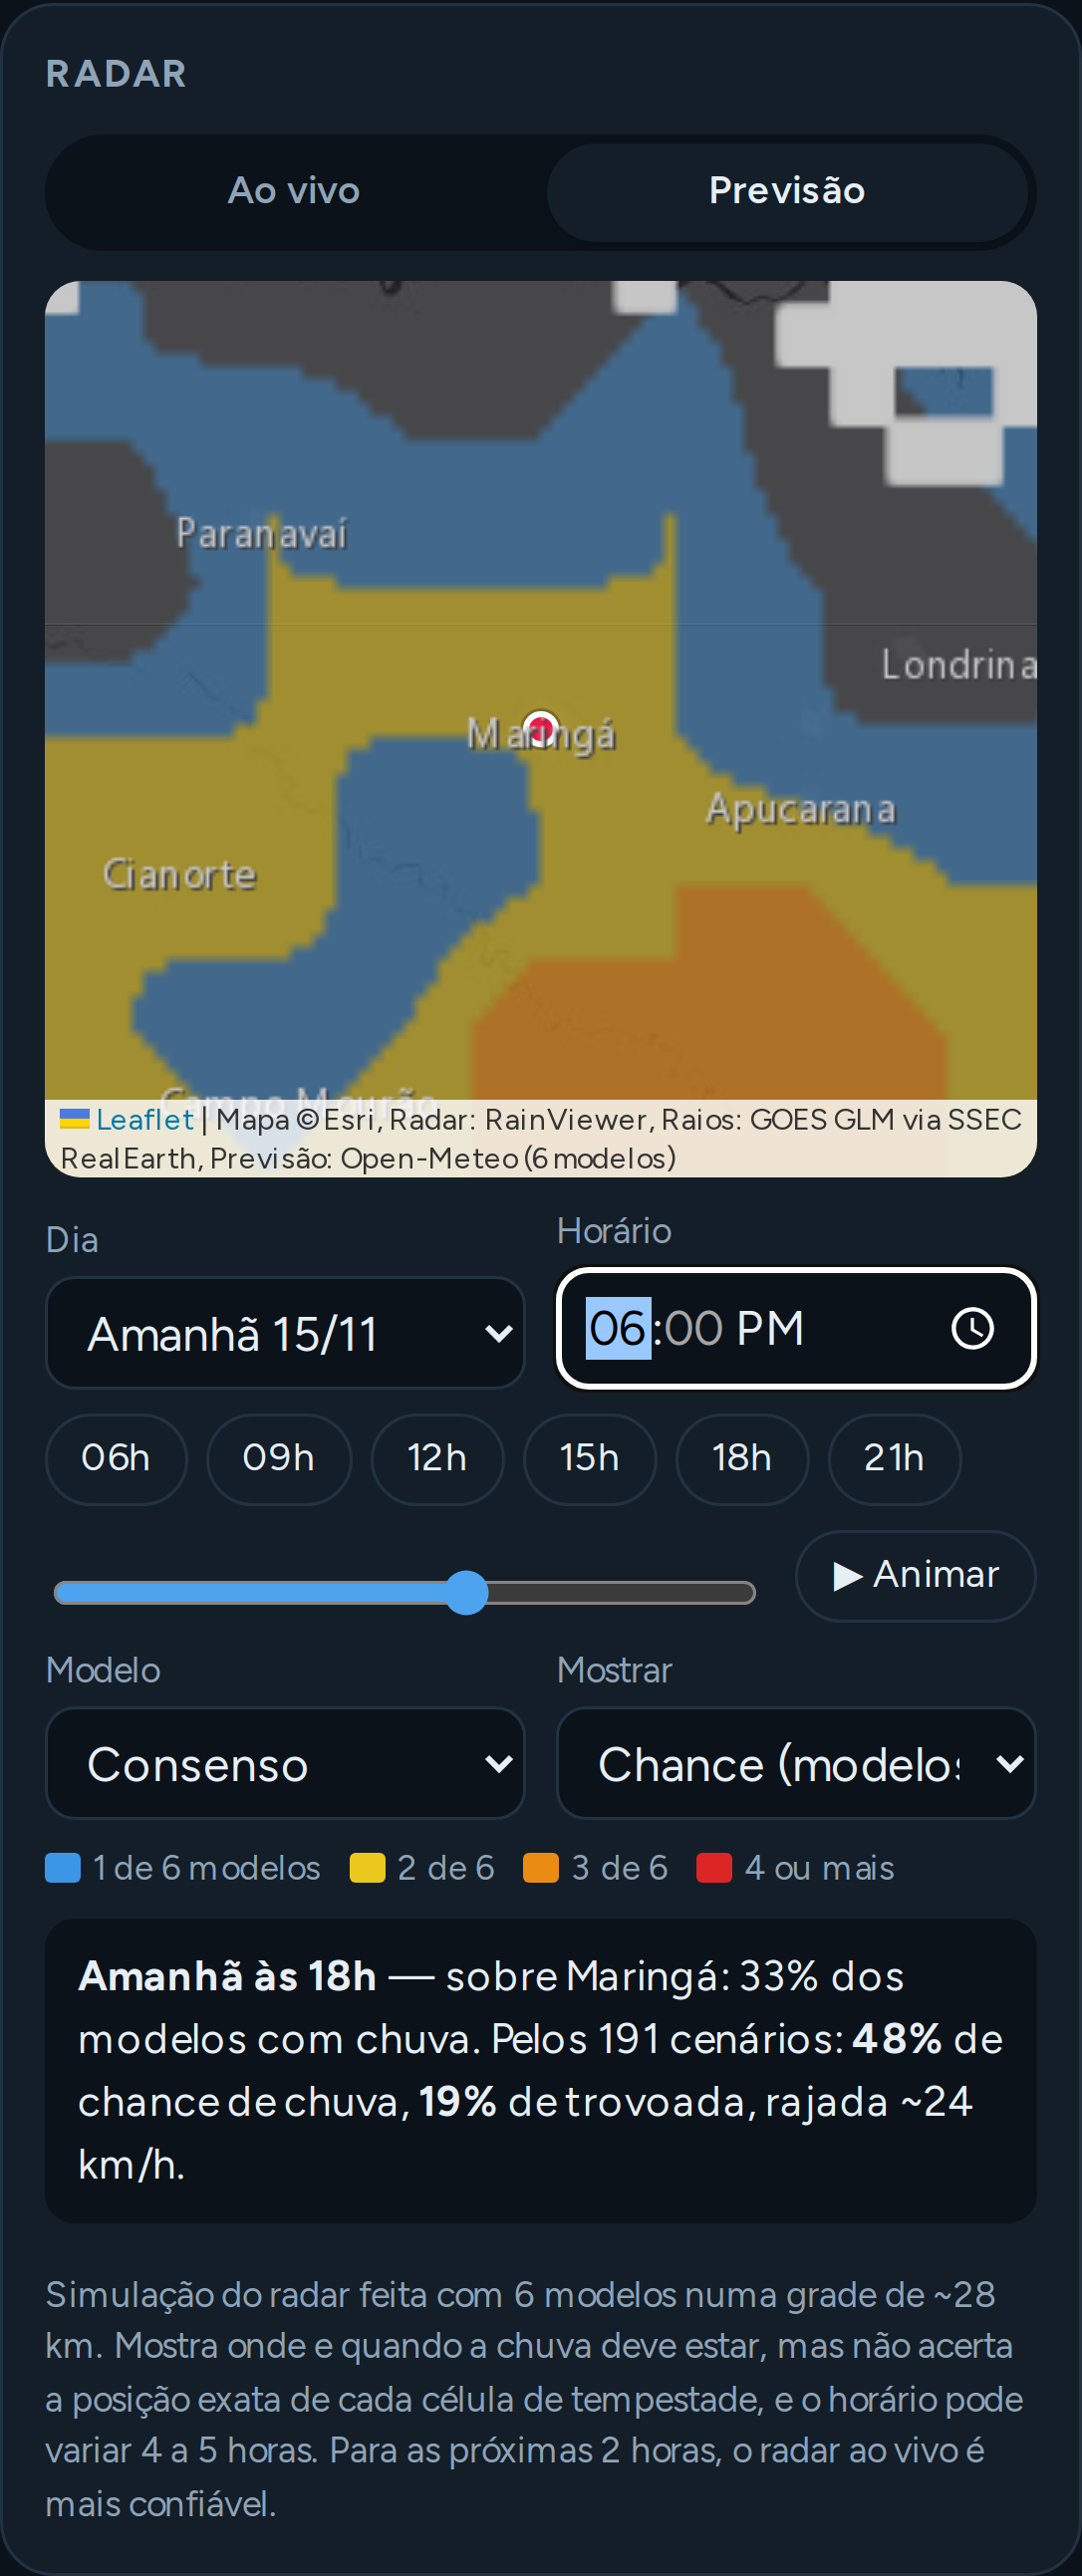 RADAR
Ao vivo
Previsão
Paranavaí
Londrina
Maringá
Apucarana
Cianorte
Campo Mourão
Leaflet | Mapa © Esri, Radar: RainViewer, Raios: GOES GLM via SSEC
RealEarth, Previsão: Open-Meteo (6 modelos)
Dia
Horário
Amanhã 15/11
06:00 PM
06h
09h
12h
15h
18h
21h
▶ Animar
Modelo
Mostrar
Consenso
Chance (modelos
1 de 6 modelos
2 de 6
3 de 6
4 ou mais
Amanhã às 18h — sobre Maringá: 33% dos
modelos com chuva. Pelos 191 cenários: 48% de
chance de chuva, 19% de trovoada, rajada ~24
km/h.
Simulação do radar feita com 6 modelos numa grade de ~28
km. Mostra onde e quando a chuva deve estar, mas não acerta
a posição exata de cada célula de tempestade, e o horário pode
variar 4 a 5 horas. Para as próximas 2 horas, o radar ao vivo é
mais confiável.